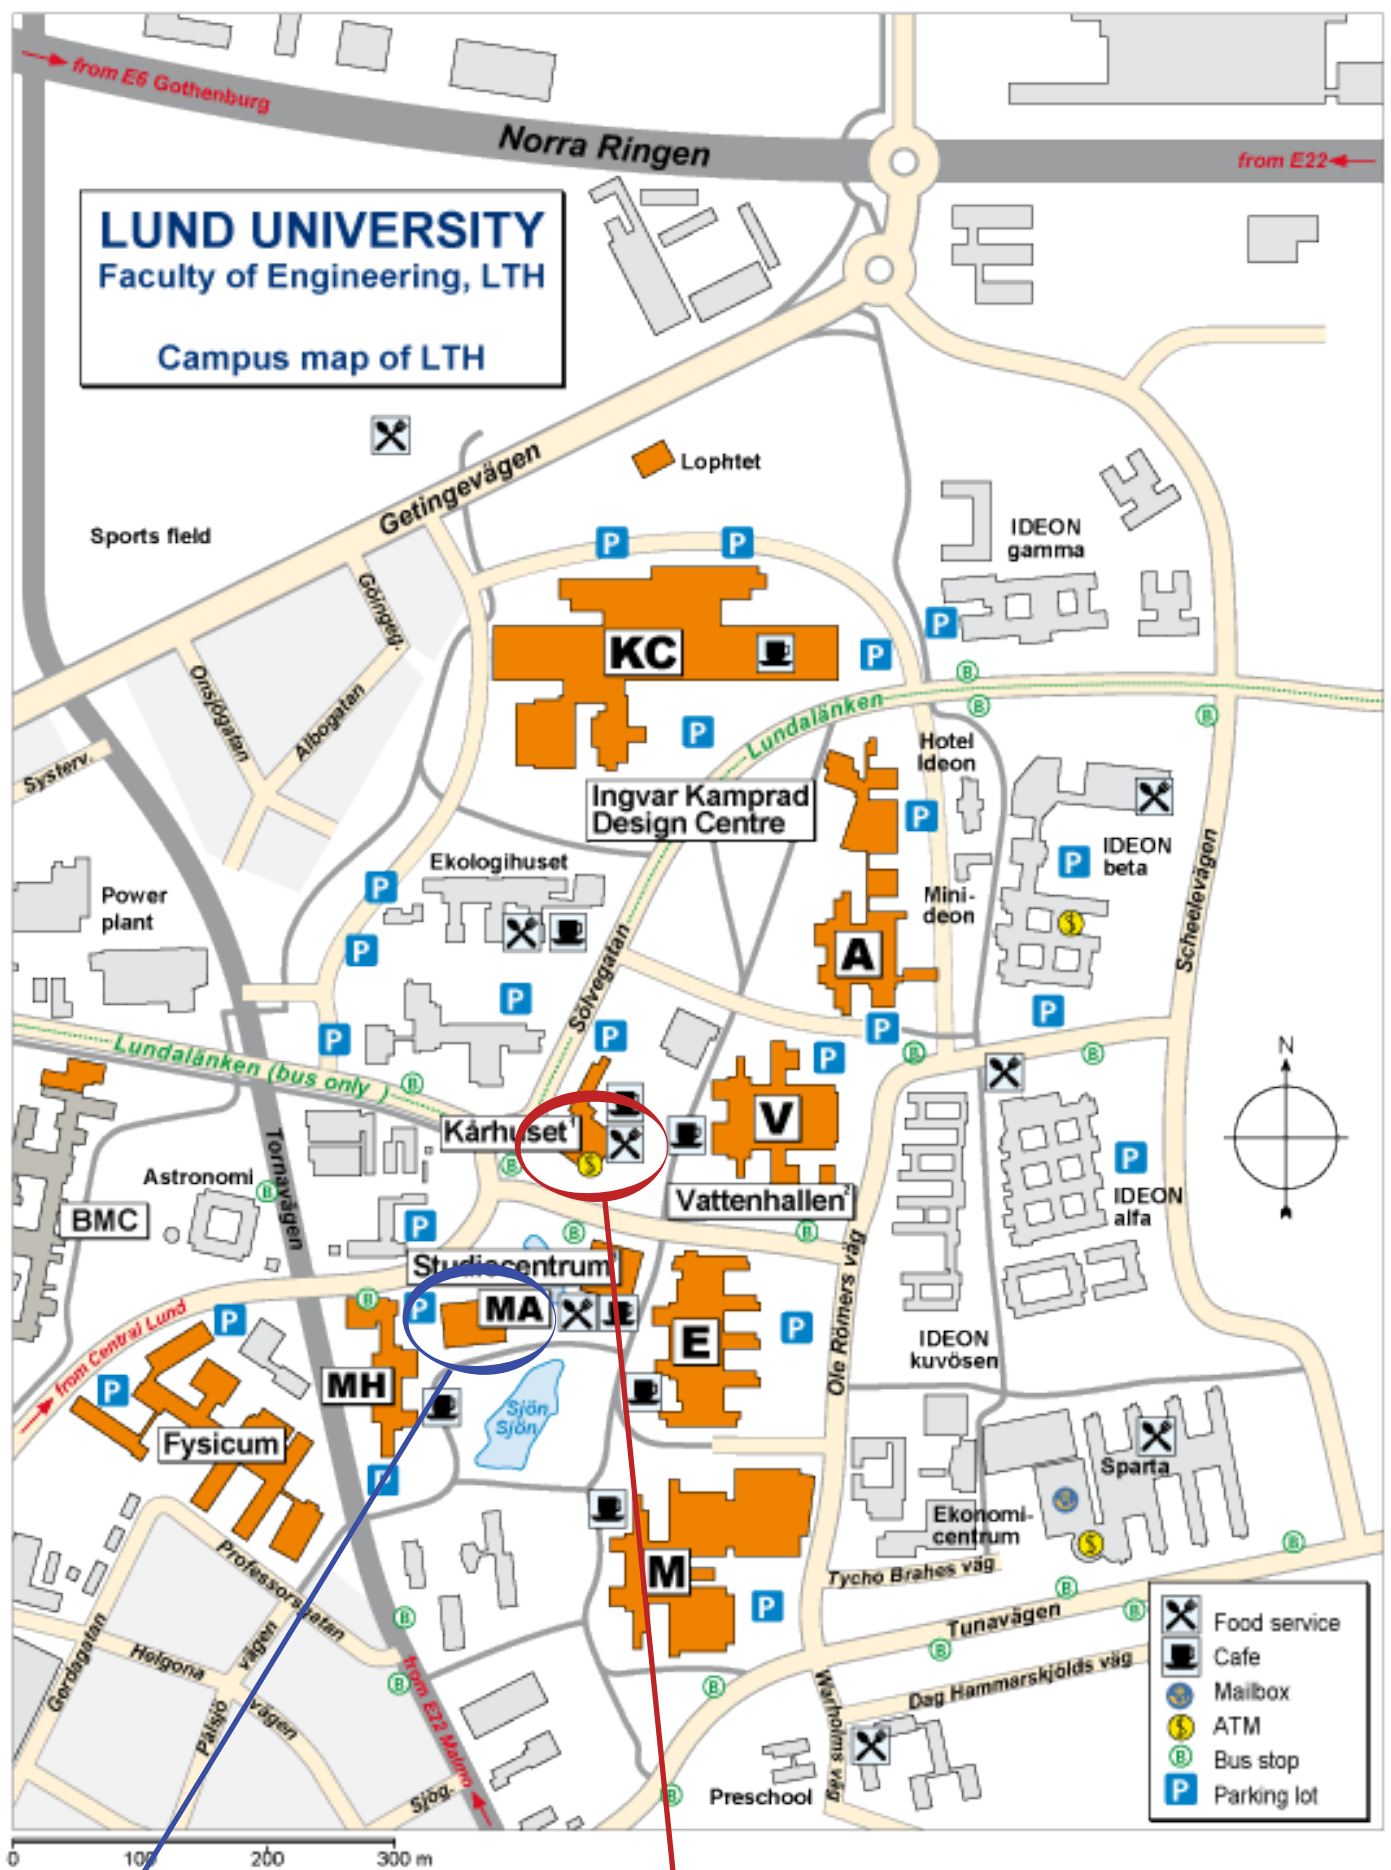 from E6 Gothenburg
Norra Ringen
from E22
LUND UNIVERSITY
Faculty of Engineering, LTH
Campus map of LTH
Lophtet
Getingevägen
Sports field
P
P
IDEON
gamma
Göingeg.
P
KC
P
B
Onsjögatan
Albogatan
P
Lundalänken
B
B
Hotel
Ideon
Systerv.
Ingvar Kamprad
Design Centre
P
IDEON
beta
P
Ekologihuset
P
Power
plant
Mini-
deon
Scheelevägen
$
P
A
Sölvegatan
P
P
P
P
P
P
B
B
N
Lundalänken (bus only )
B
V
Kårhuset1
P
B
$
Astronomi
B
Tornavägen
IDEON
alfa
BMC
Vattenhallen2
P
B
B
Ole Römers väg
Studiecentrum
MA
P
B
P
E
P
from Central Lund
IDEON
kuvösen
MH
P
Sjön
Sjön
Fysicum
P
Sparta
Ekonomi-
centrum
$
B
M
Professorsgatan
Tycho Brahes väg
P
B
B
B
Tunavägen
B
Gerdagatan
Helgona
vägen
vägen
Pålsjö
B
B
from E22 Malmö
Dag Hammarskjölds väg
Warholms väg
Sjög.
B
Preschool
Food service
Cafe
Mailbox
$ ATM
B Bus stop
P Parking lot
0 100 200 300 m